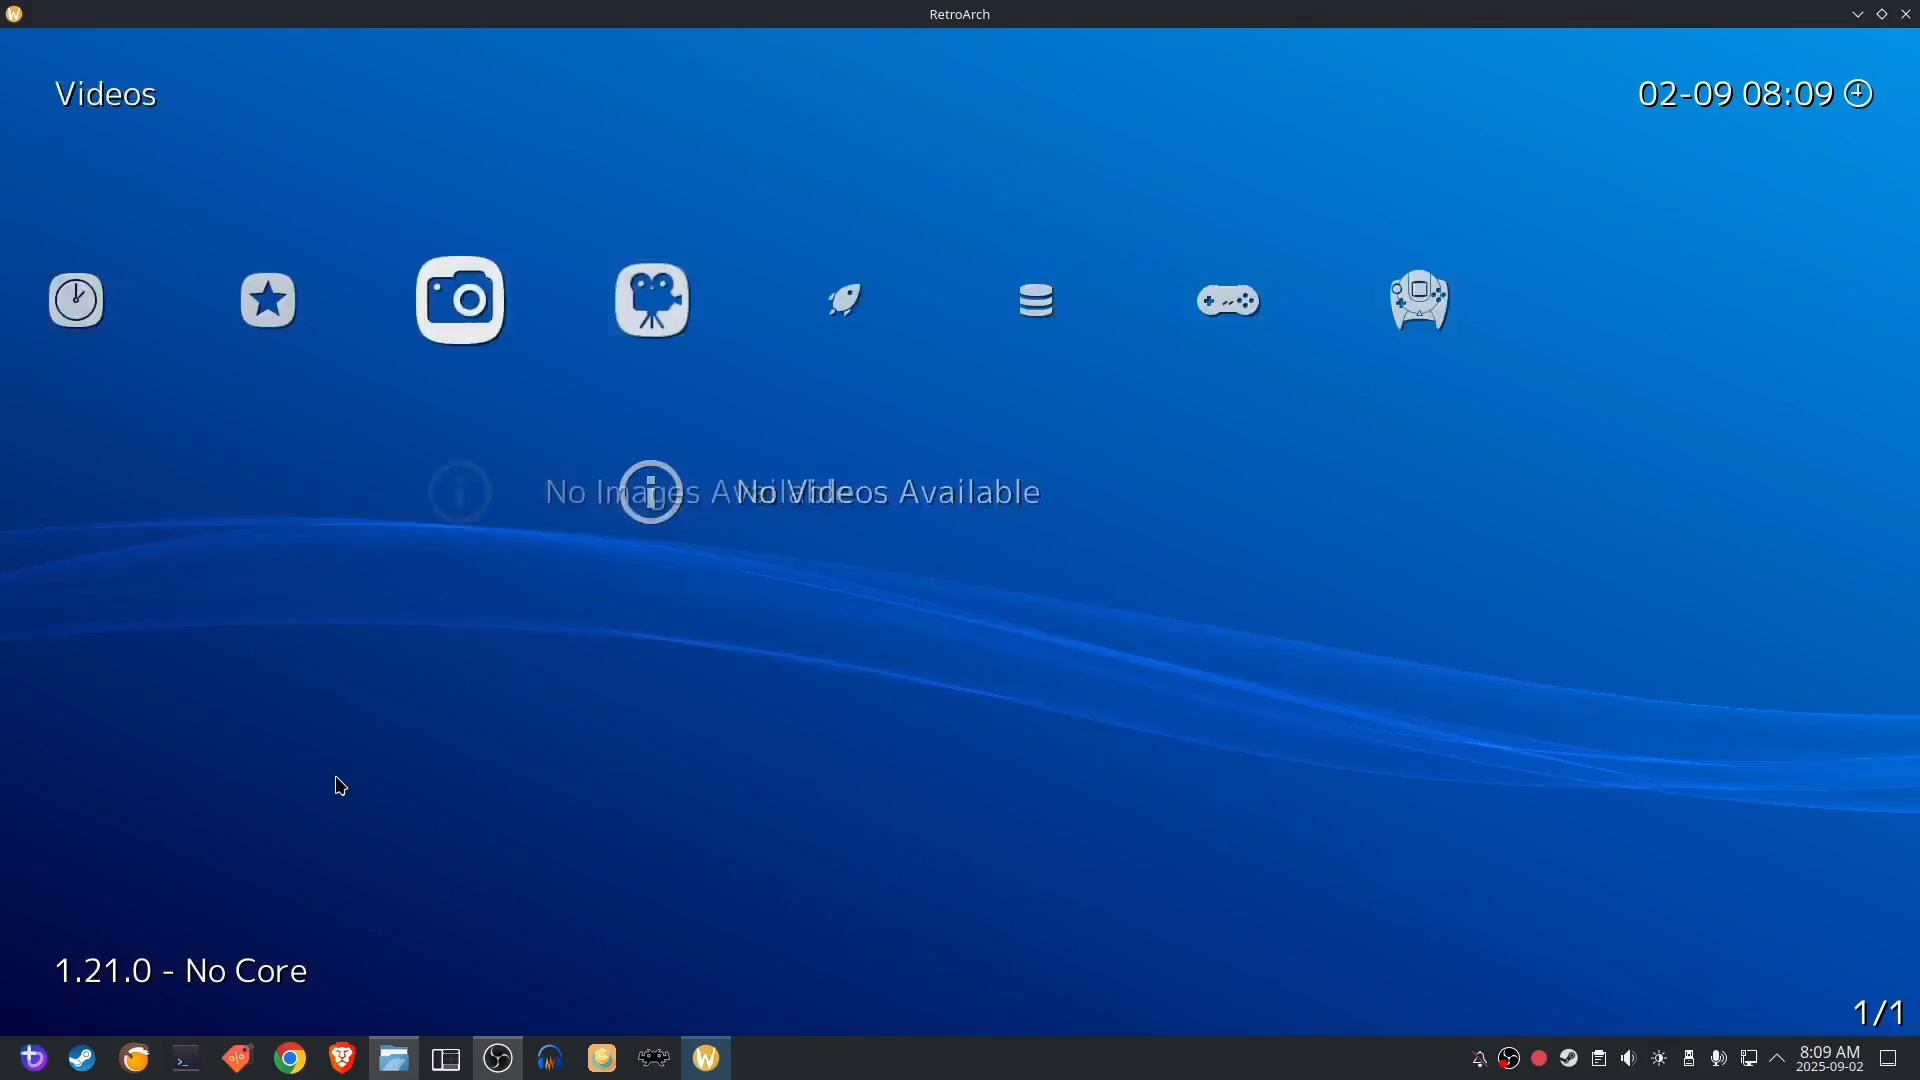 RetroArch
Videos
02-09 08:09
No Images Available
No Videos Available
1.21.0 - No Core
1/1
8:09 AM
2025-09-02